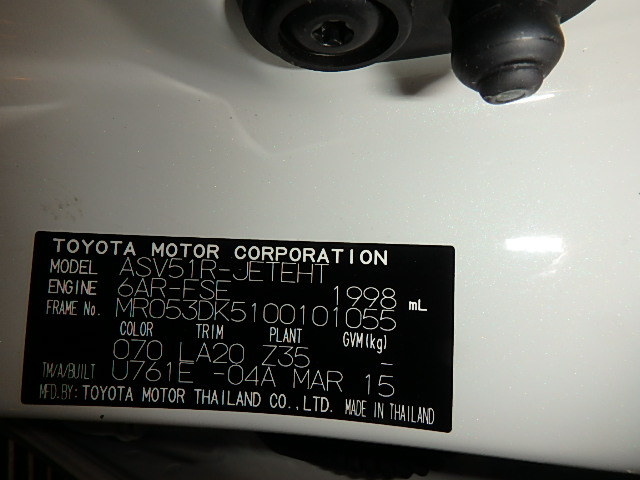 TOYOTA MOTOR CORPORATION
MODEL ASV51R-JETEHT
ENGINE 6AR-FSE 1998 mL
FRAME No. MR053DK5100101055
COLOR TRIM PLANT GVM(kg)
070 LA20 Z35 -
TM/A/BUILT U761E -04A MAR 15
MFD.BY: TOYOTA MOTOR THAILAND CO.,LTD. MADE IN THAILAND